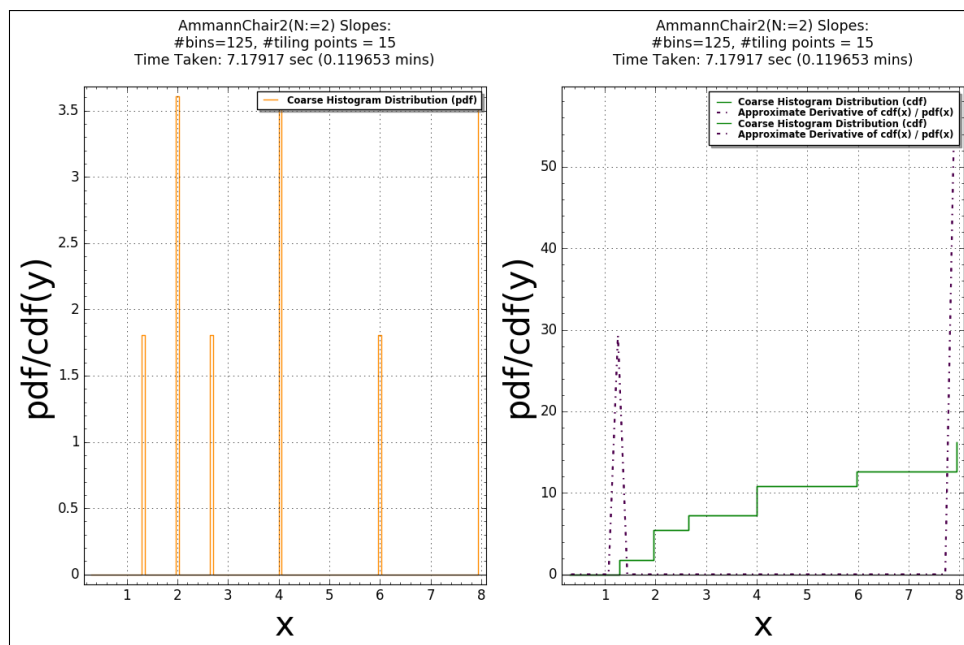 AmmannChair2(N:=2) Slopes:
#bins=125, #tiling points = 15
Time Taken: 7.17917 sec (0.119653 mins)
Coarse Histogram Distribution (pdf)
3.5
3
2.5
2
1.5
1
0.5
0
1 2 3 4 5 6 7 8
pdf/cdf(y)
x
AmmannChair2(N:=2) Slopes:
#bins=125, #tiling points = 15
Time Taken: 7.17917 sec (0.119653 mins)
Coarse Histogram Distribution (cdf)
Approximate Derivative of cdf(x) / pdf(x)
Coarse Histogram Distribution (cdf)
Approximate Derivative of cdf(x) / pdf(x)
50
40
30
20
10
0
1 2 3 4 5 6 7 8
pdf/cdf(y)
x